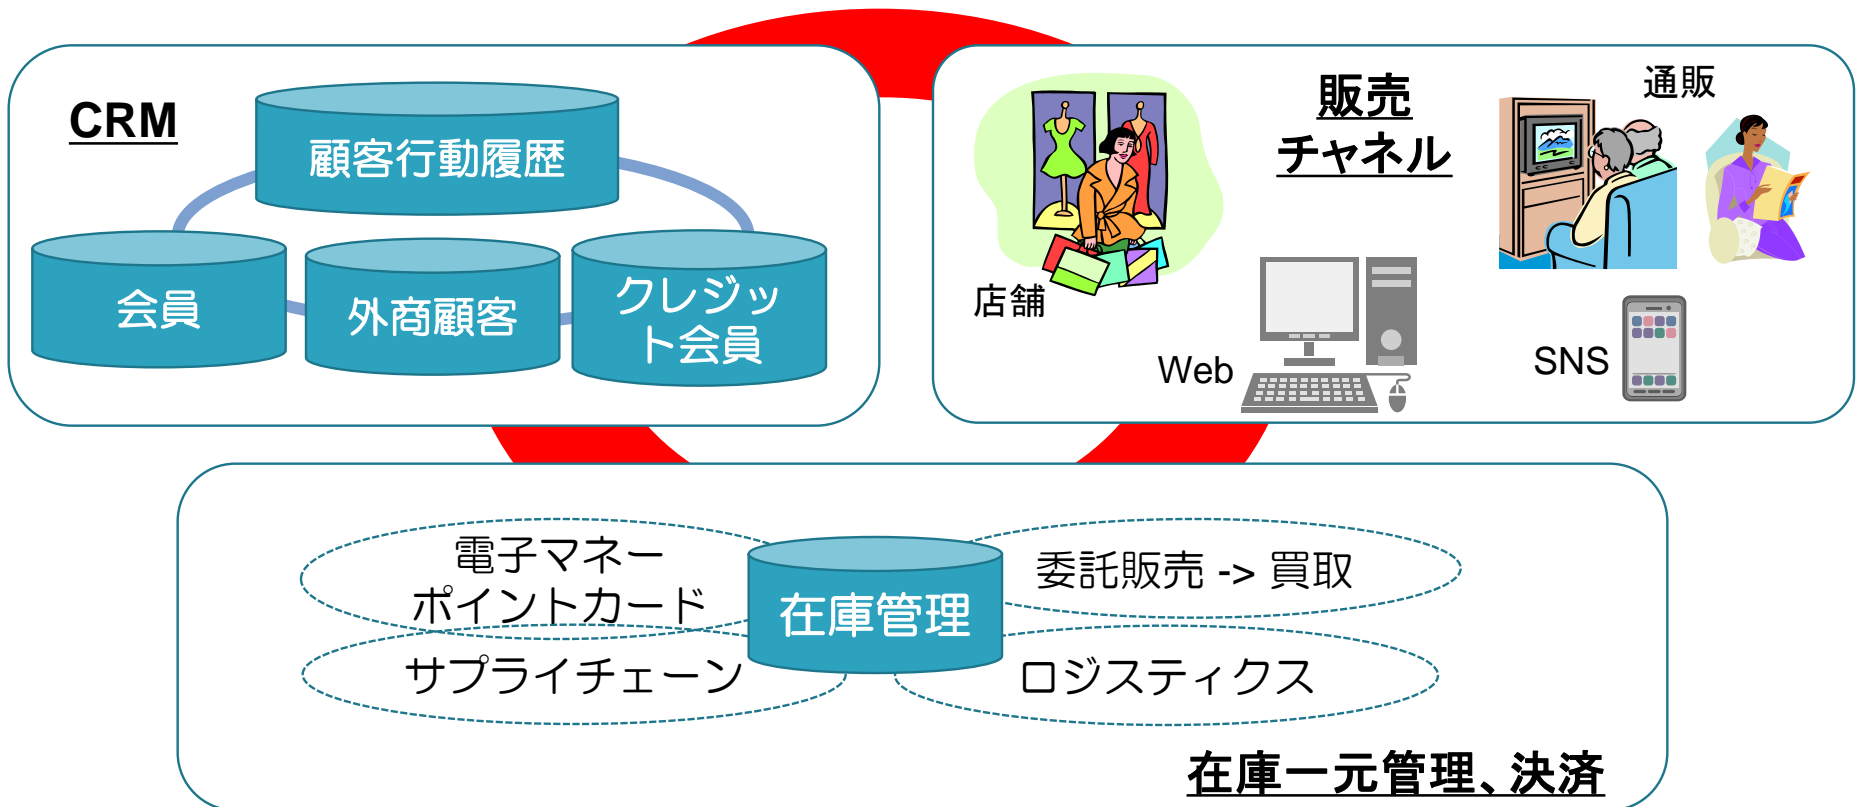 CRM
顧客行動履歴
会員
外商顧客
クレジッ
ト会員
販売
チャネル
通販
店舗
Web
SNS
電子マネー
ポイントカード
在庫管理
委託販売 -> 買取
サプライチェーン
ロジスティクス
在庫一元管理、決済